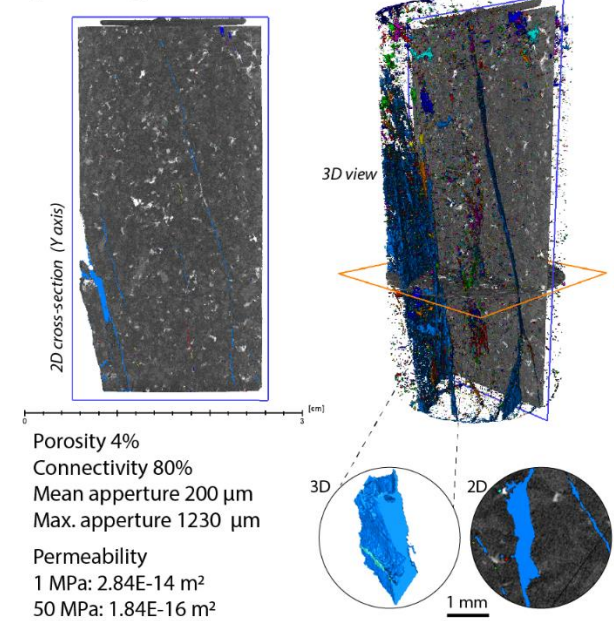 2D cross-section (Y axis)
3D view
0
3
[cm]
Porosity 4%
Connectivity 80%
Mean apperture 200 µm
Max. apperture 1230 µm
Permeability
1 MPa: 2.84E-14 m²
50 MPa: 1.84E-16 m²
3D
2D
1 mm